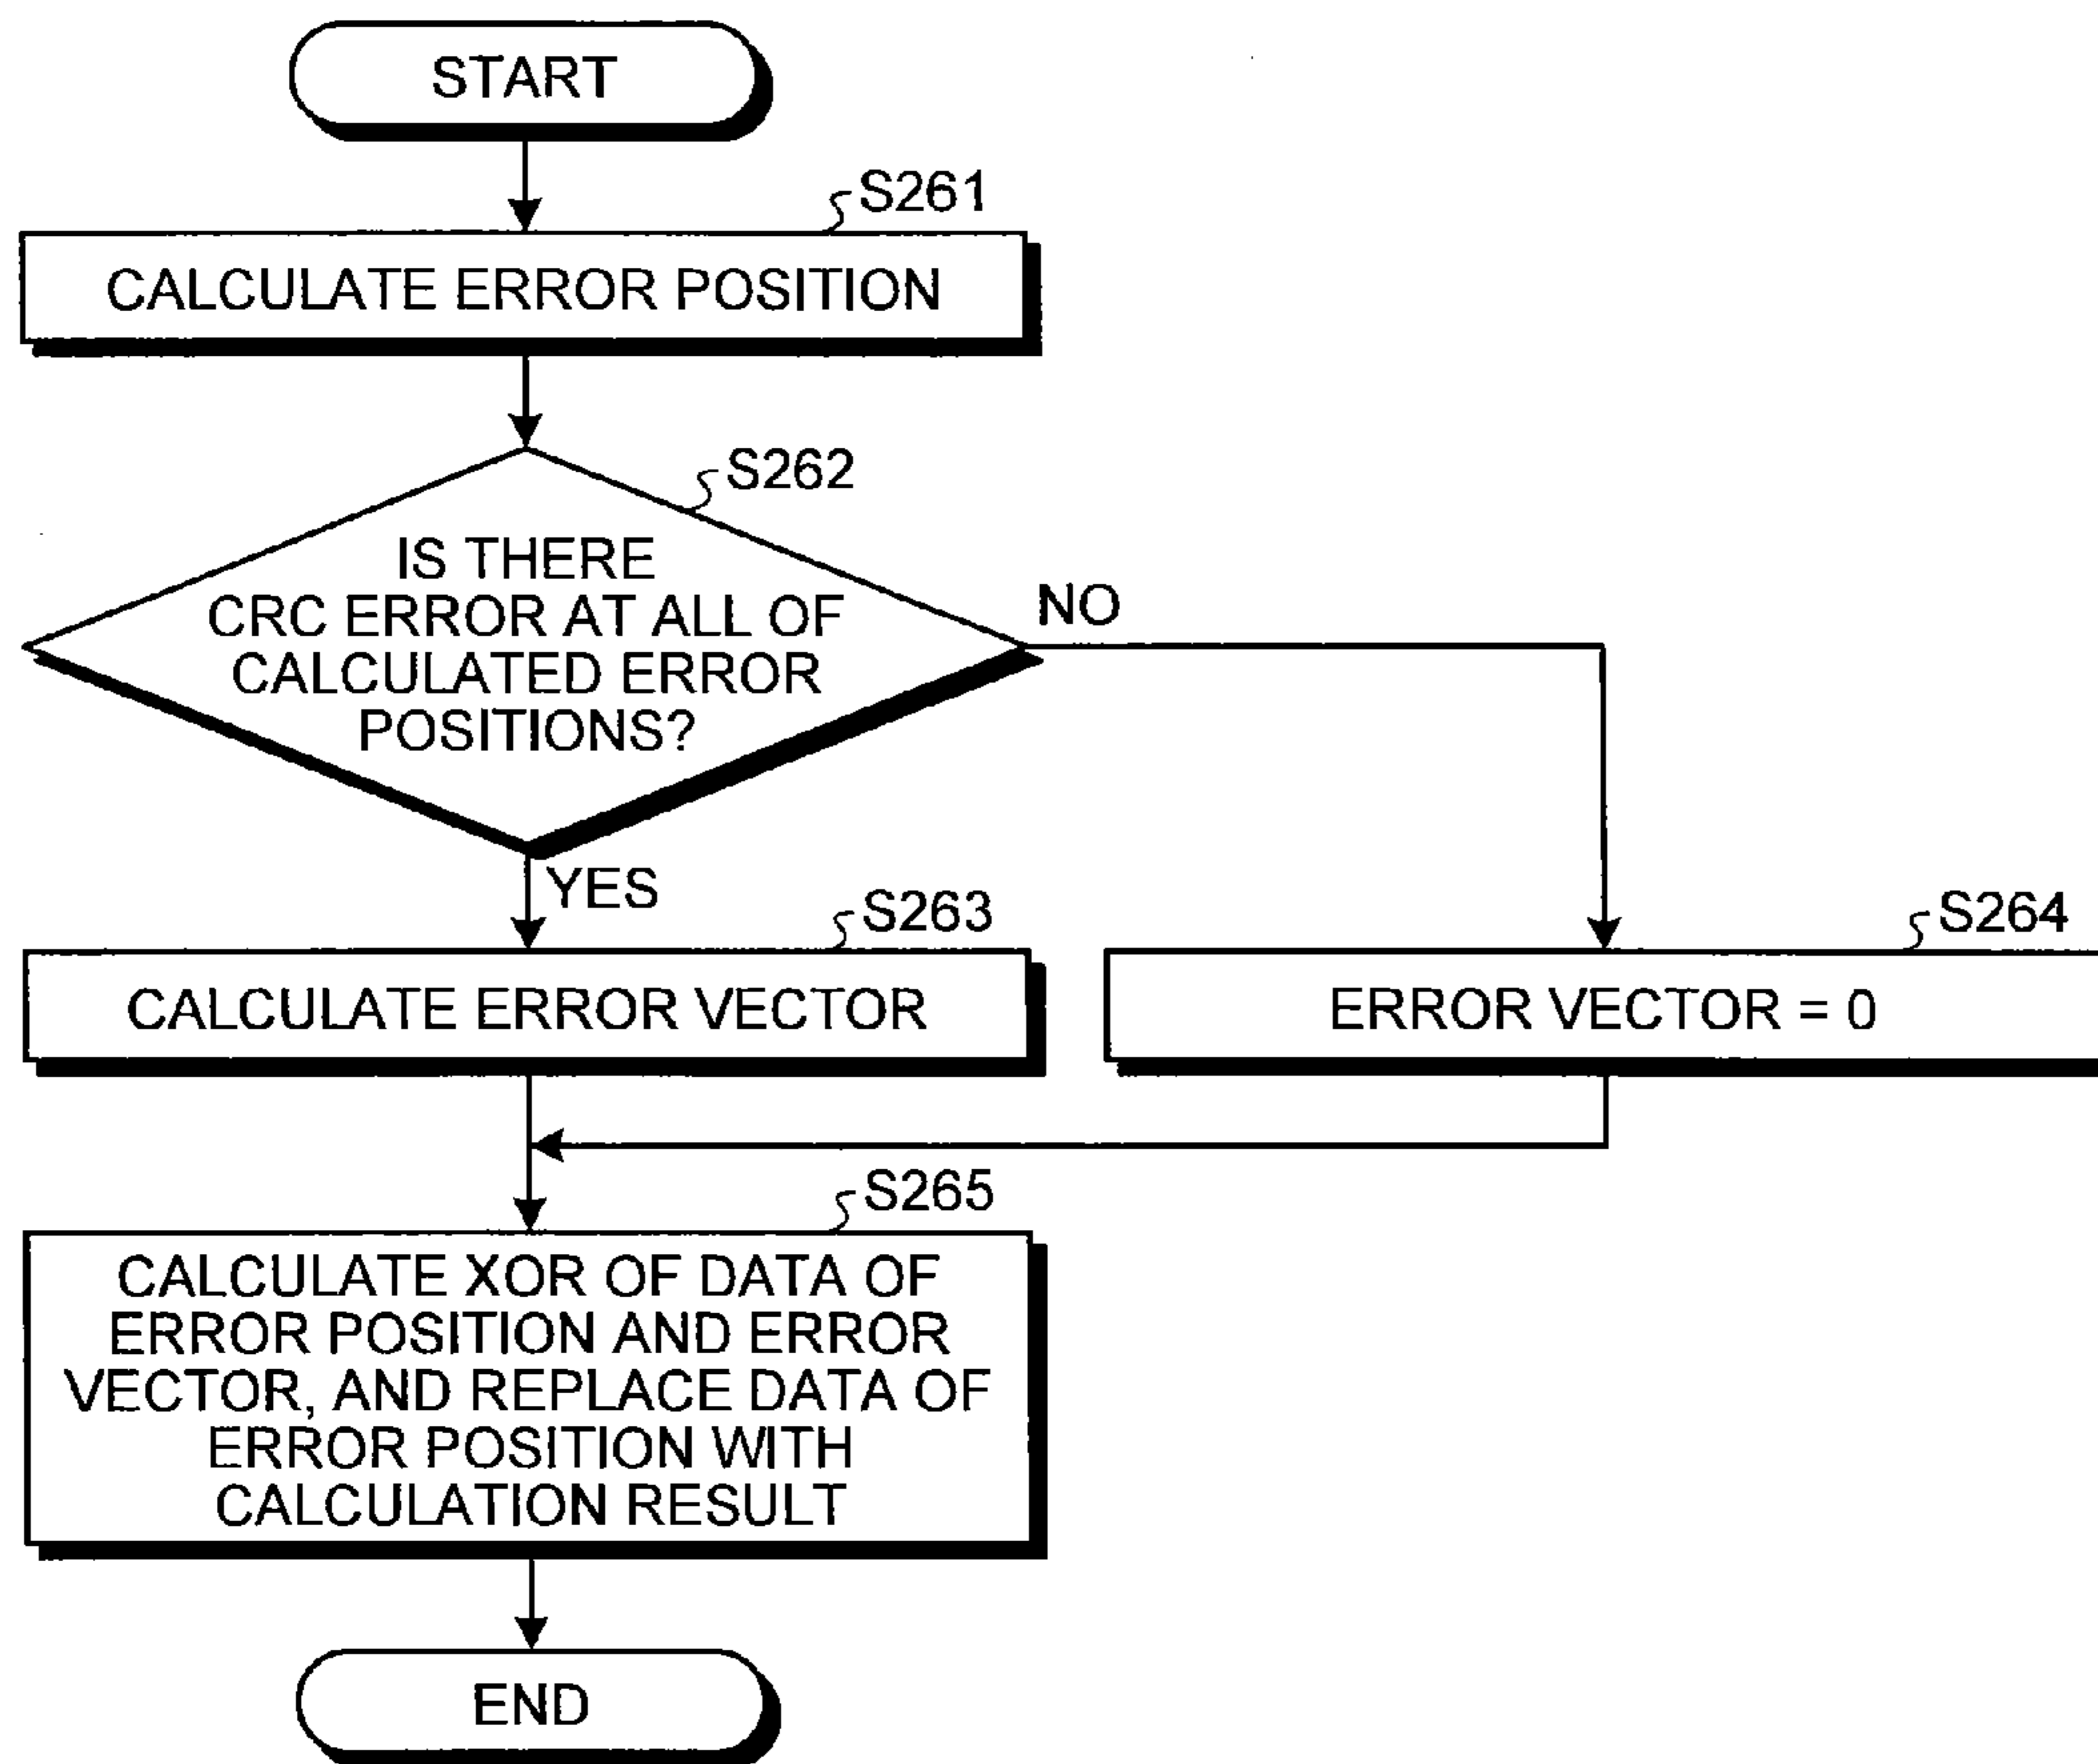 START
S261
CALCULATE ERROR POSITION
S262
IS THERE
CRC ERROR AT ALL OF
CALCULATED ERROR
POSITIONS?
NO
YES
S263
CALCULATE ERROR VECTOR
S264
ERROR VECTOR = 0
S265
CALCULATE XOR OF DATA OF
ERROR POSITION AND ERROR
VECTOR, AND REPLACE DATA OF
ERROR POSITION WITH
CALCULATION RESULT
END